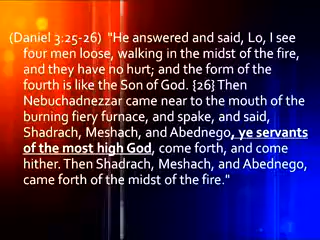 (Daniel 3:25-26)  "He answered and said, Lo, I see
four men loose, walking in the midst of the fire,
and they have no hurt; and the form of the
fourth is like the Son of God. {26} Then
Nebuchadnezzar came near to the mouth of the
burning fiery furnace, and spake, and said,
Shadrach, Meshach, and Abednego, ye servants
of the most high God, come forth, and come
hither. Then Shadrach, Meshach, and Abednego,
came forth of the midst of the fire."